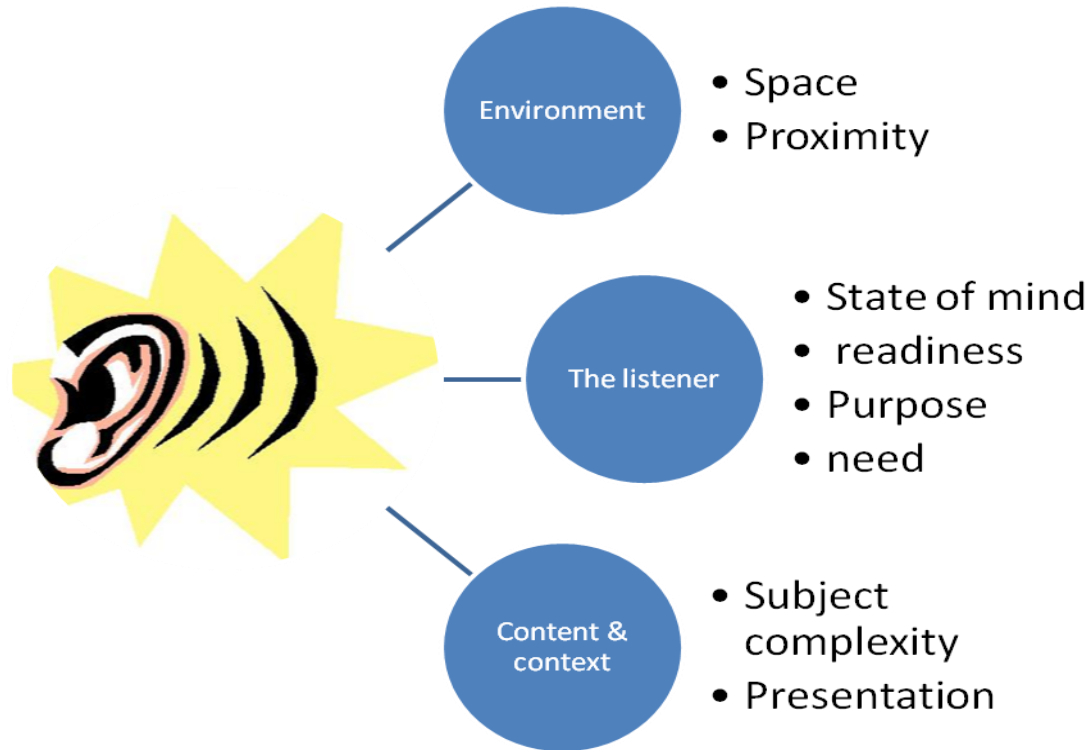 Environment
• Space
• Proximity
The listener
• State of mind
• readiness
• Purpose
• need
Content &
context
• Subject
complexity
• Presentation